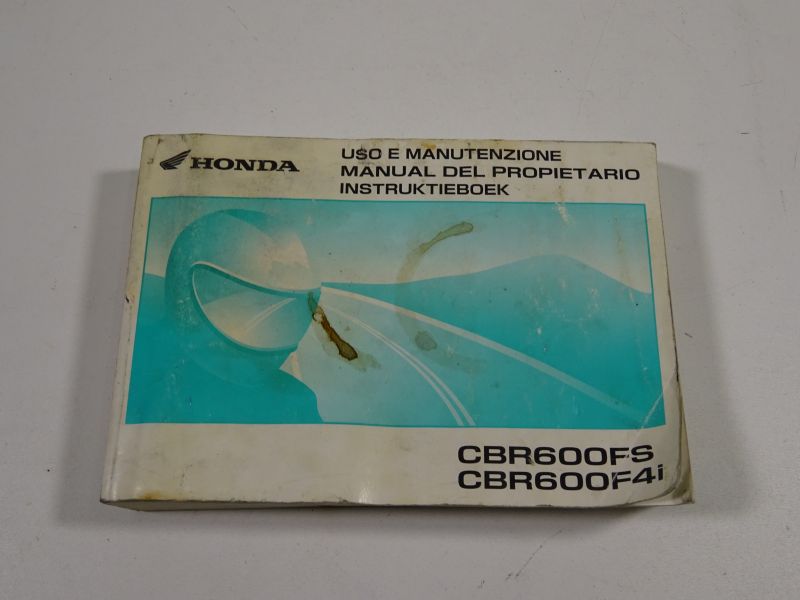 HONDA
USO E MANUTENZIONE
MANUAL DEL PROPIETARIO
INSTRUKTIEBOEK
CBR600FS
CBR600F4i